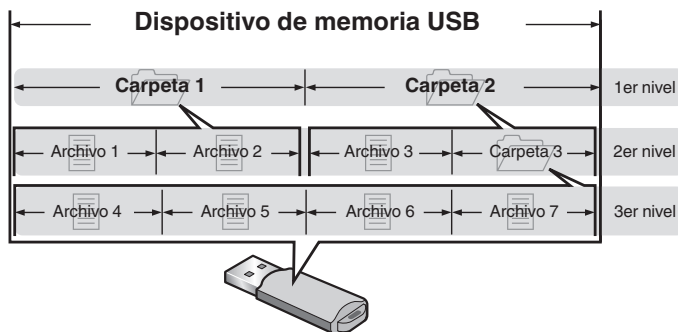 Dispositivo de memoria USB
Carpeta 1 Carpeta 2 1er nivel
Archivo 1 Archivo 2 Archivo 3 Carpeta 3 2er nivel
Archivo 4 Archivo 5 Archivo 6 Archivo 7 3er nivel